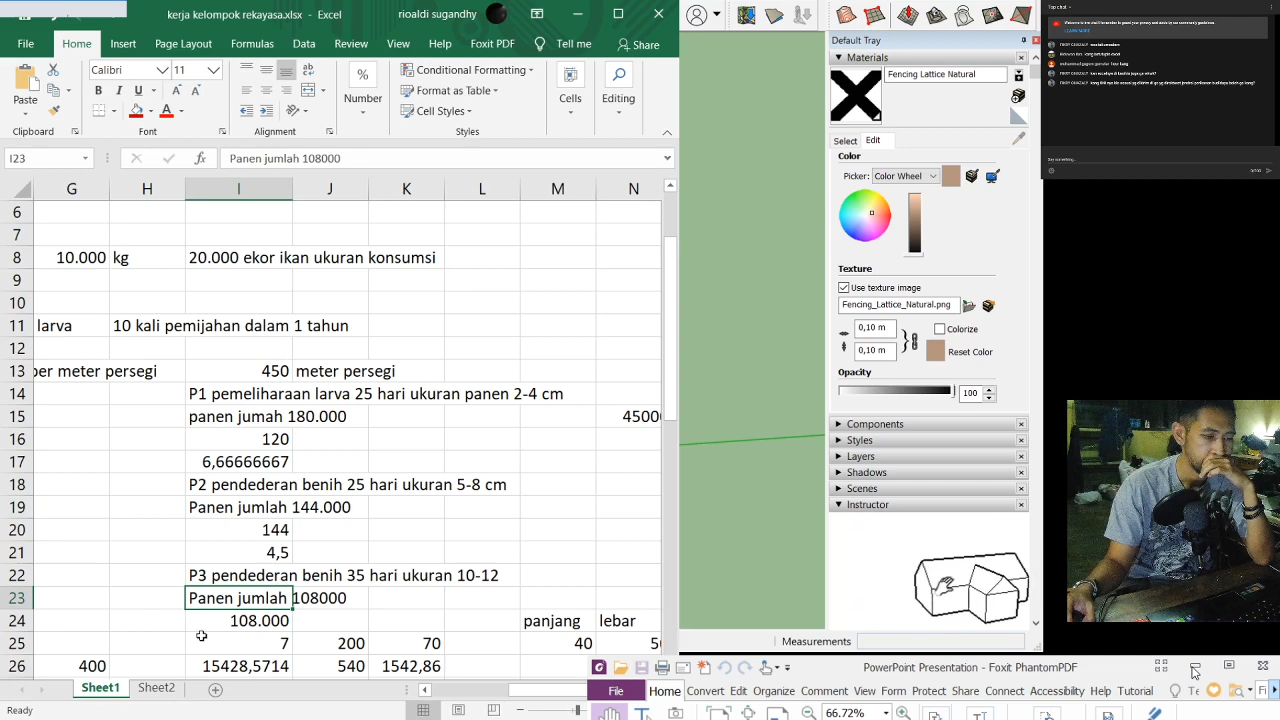 kerja kelompok rekayasa.xlsx - Excel
rioaldi sugandhy
File Home Insert Page Layout Formulas Data Review View Help Foxit PDF Tell me Share
Paste
Clipboard
Calibri 11
B I U
Font
Alignment
%
Number
Conditional Formatting
Format as Table
Cell Styles
Styles
Cells
Editing
I23
fx
Panen jumlah 108000
G H I J K L M N
6
7
8 10.000 kg 20.000 ekor ikan ukuran konsumsi
9
10
11 larva 10 kali pemijahan dalam 1 tahun
12
13 per meter persegi 450 meter persegi
14 P1 pemeliharaan larva 25 hari ukuran panen 2-4 cm
15 panen jumah 180.000 45000
16 120
17 6,66666667
18 P2 pendederan benih 25 hari ukuran 5-8 cm
19 Panen jumlah 144.000
20 144
21 4,5
22 P3 pendederan benih 35 hari ukuran 10-12
23 Panen jumlah 108000
24 108.000 panjang lebar
25 7 200 70 40
26 400 15428,5714 540 1542,86
Sheet1 Sheet2
Ready
Default Tray
Materials
Fencing Lattice Natural
Select Edit
Color
Picker: Color Wheel
Texture
Use texture image
Fencing_Lattice_Natural.png
0,10 m
Colorize
0,10 m
Reset Color
Opacity
100
Components
Styles
Layers
Shadows
Scenes
Instructor
Measurements
PowerPoint Presentation - Foxit PhantomPDF
File Home Convert Edit Organize Comment View Form Protect Share Connect Accessibility Help Tutorial
66.72%
Top chat
LEARN MORE
Say something...